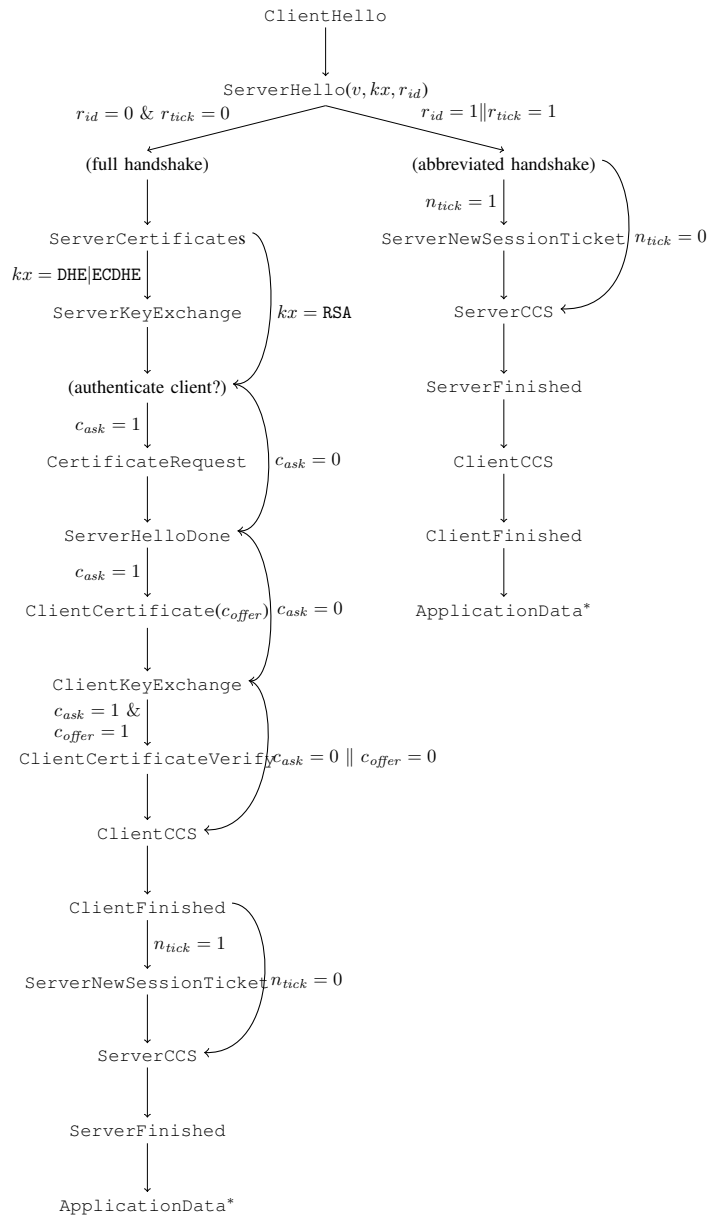 ClientHello
ServerHello(v, kx, r_id)
r_id = 0 & r_tick = 0
r_id = 1||r_tick = 1
(full handshake)
(abbreviated handshake)
n_tick = 1
ServerCertificates
ServerNewSessionTicket
n_tick = 0
kx = DHE|ECDHE
ServerKeyExchange
kx = RSA
ServerCCS
(authenticate client?)
ServerFinished
c_ask = 1
CertificateRequest
c_ask = 0
ClientCCS
ServerHelloDone
ClientFinished
c_ask = 1
ClientCertificate(c_offer)
c_ask = 0
ApplicationData*
ClientKeyExchange
c_ask = 1 &
c_offer = 1
ClientCertificateVerify
c_ask = 0 || c_offer = 0
ClientCCS
ClientFinished
n_tick = 1
ServerNewSessionTicket
n_tick = 0
ServerCCS
ServerFinished
ApplicationData*